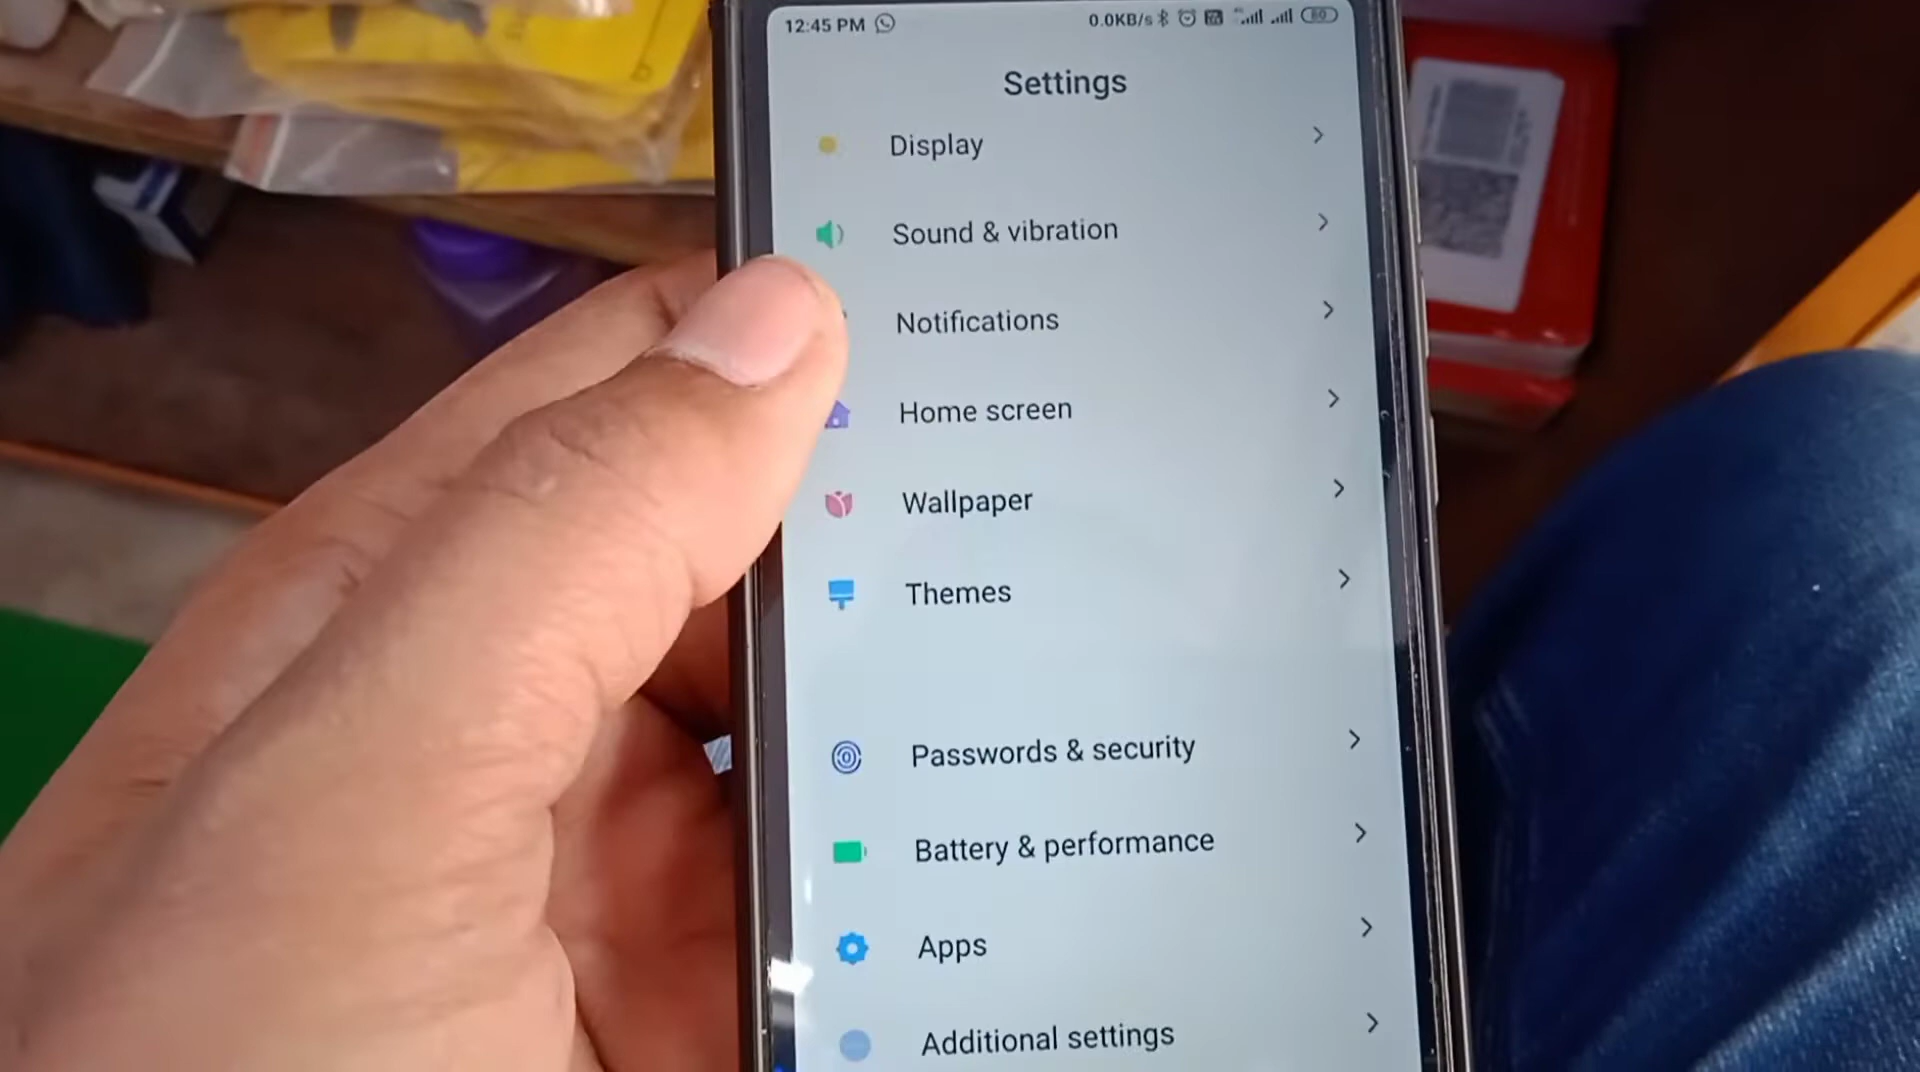 12:45 PM 0.0KB/s 60
Settings
Display
Sound & vibration
Notifications
Home screen
Wallpaper
Themes
Passwords & security
Battery & performance
Apps
Additional settings